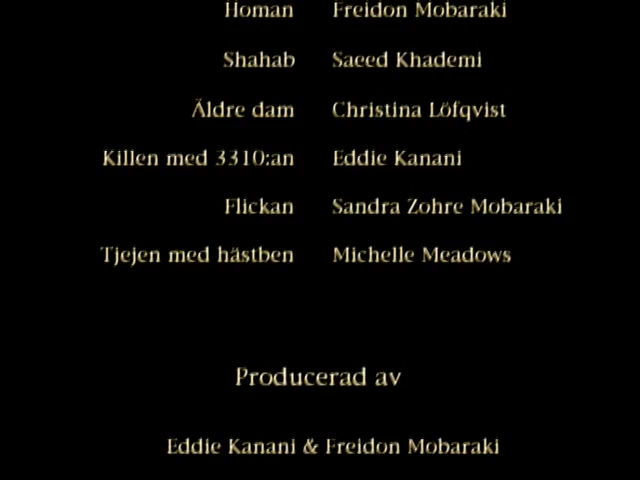 Homan Freidon Mobaraki
Shahab Saeed Khademi
Äldre dam Christina Löfqvist
Killen med 3310:an Eddie Kanani
Flickan Sandra Zohre Mobaraki
Tjejen med hästben Michelle Meadows
Producerad av
Eddie Kanani & Freidon Mobaraki